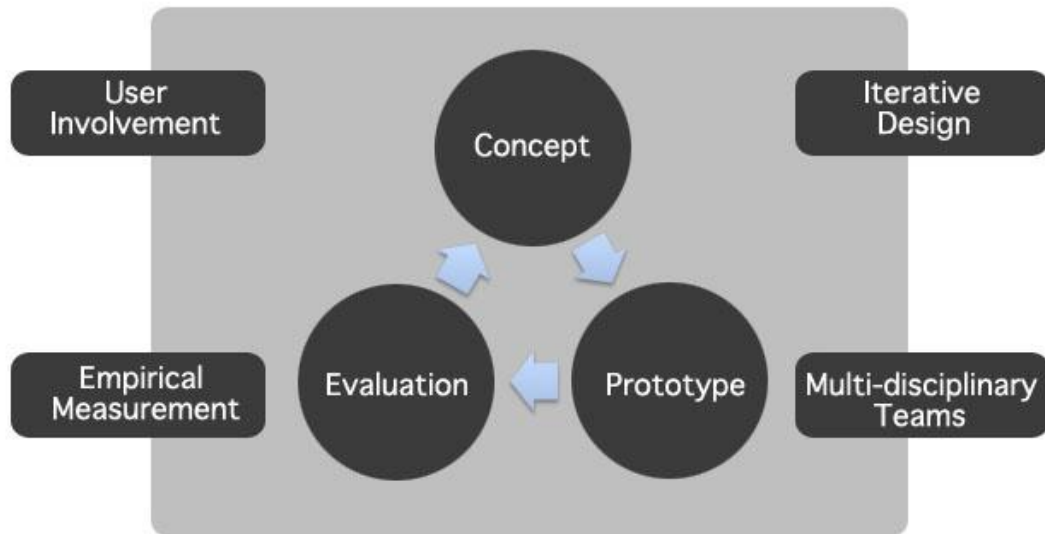 User
Involvement
Iterative
Design
Concept
Evaluation
Prototype
Empirical
Measurement
Multi-disciplinary
Teams